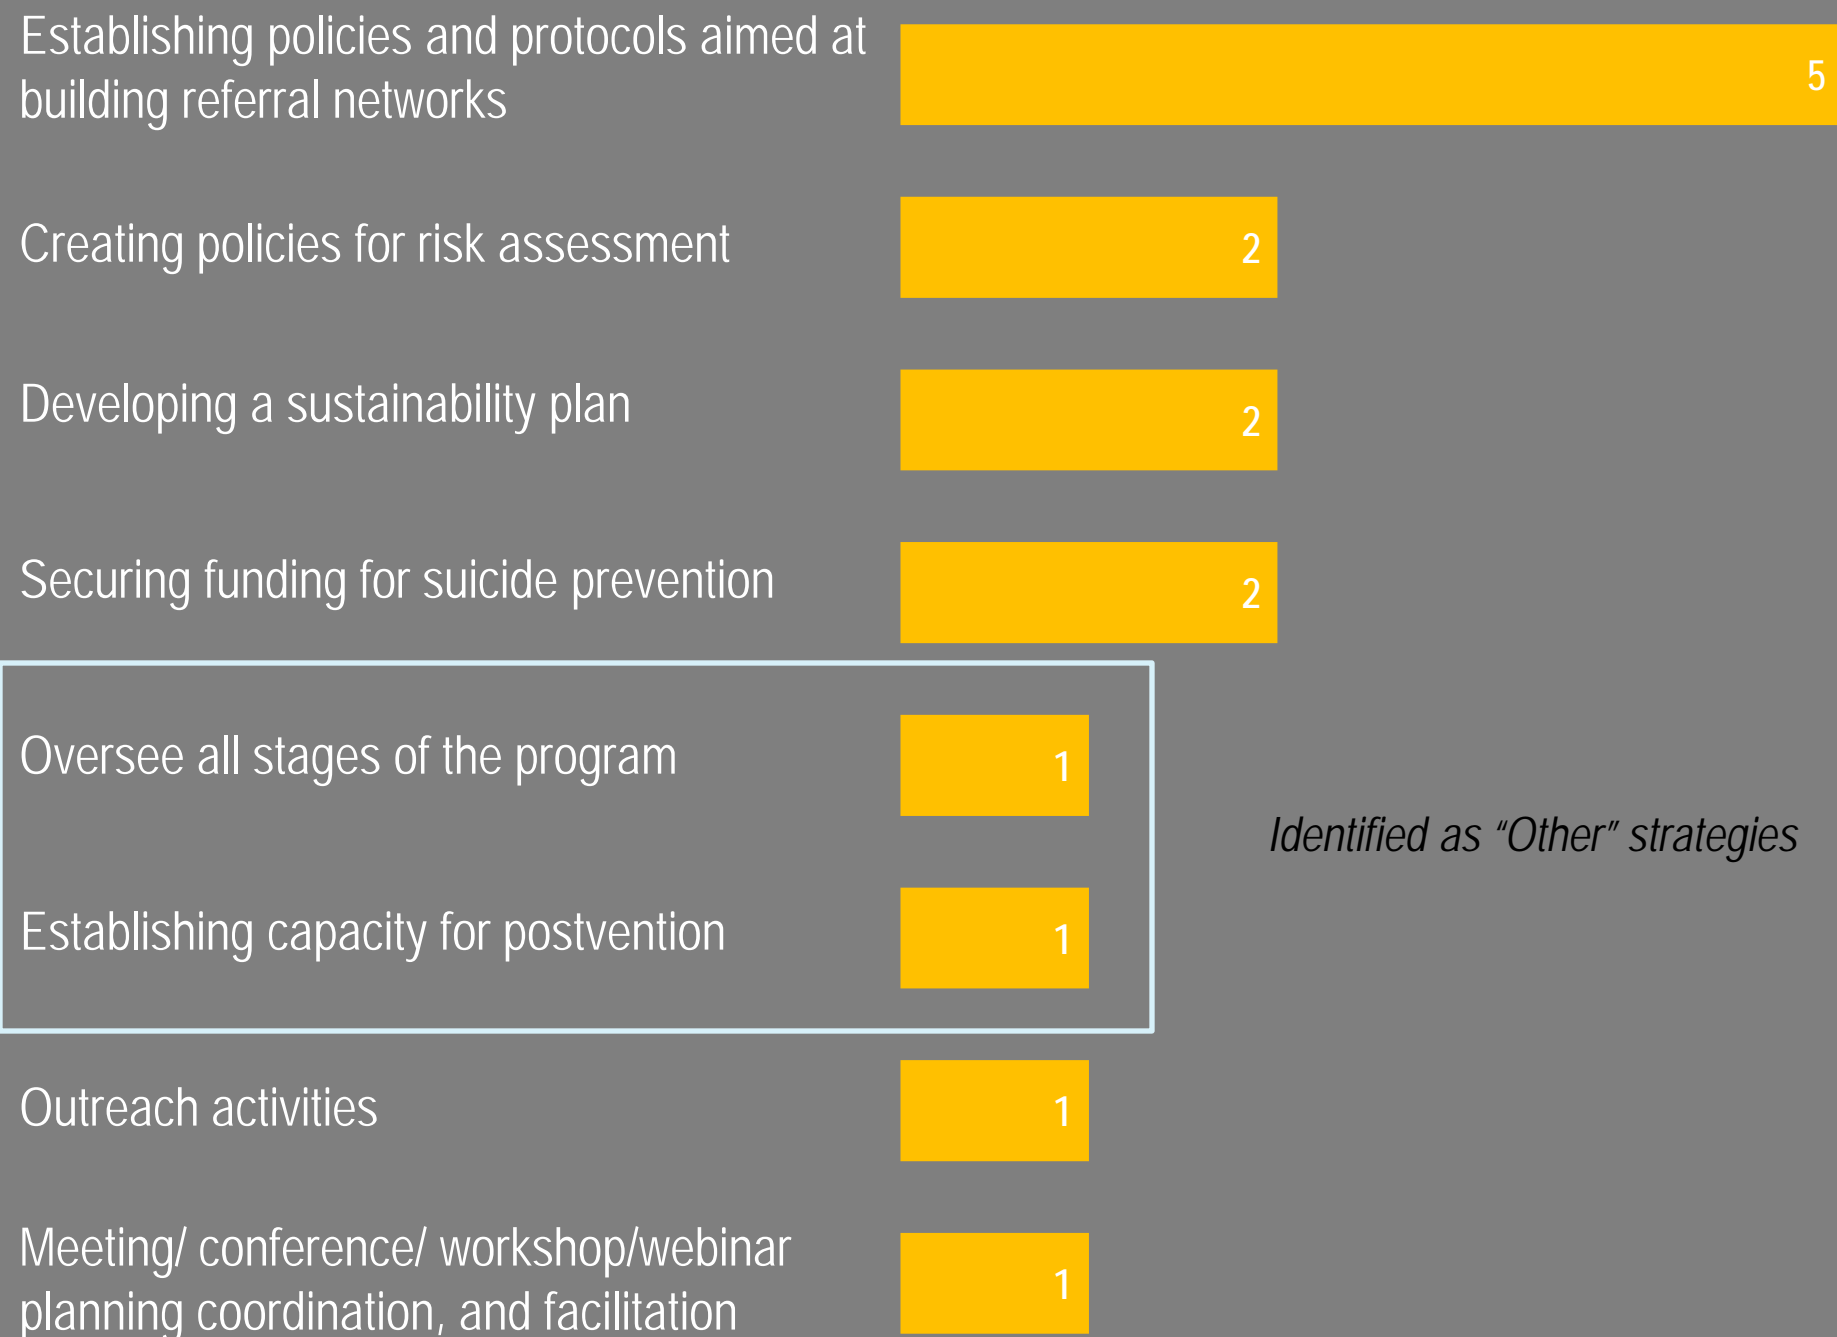 Establishing policies and protocols aimed at
building referral networks
5
Creating policies for risk assessment
2
Developing a sustainability plan
2
Securing funding for suicide prevention
2
Oversee all stages of the program
1
Identified as “Other” strategies
Establishing capacity for postvention
1
Outreach activities
1
Meeting/ conference/ workshop/webinar
planning coordination, and facilitation
1